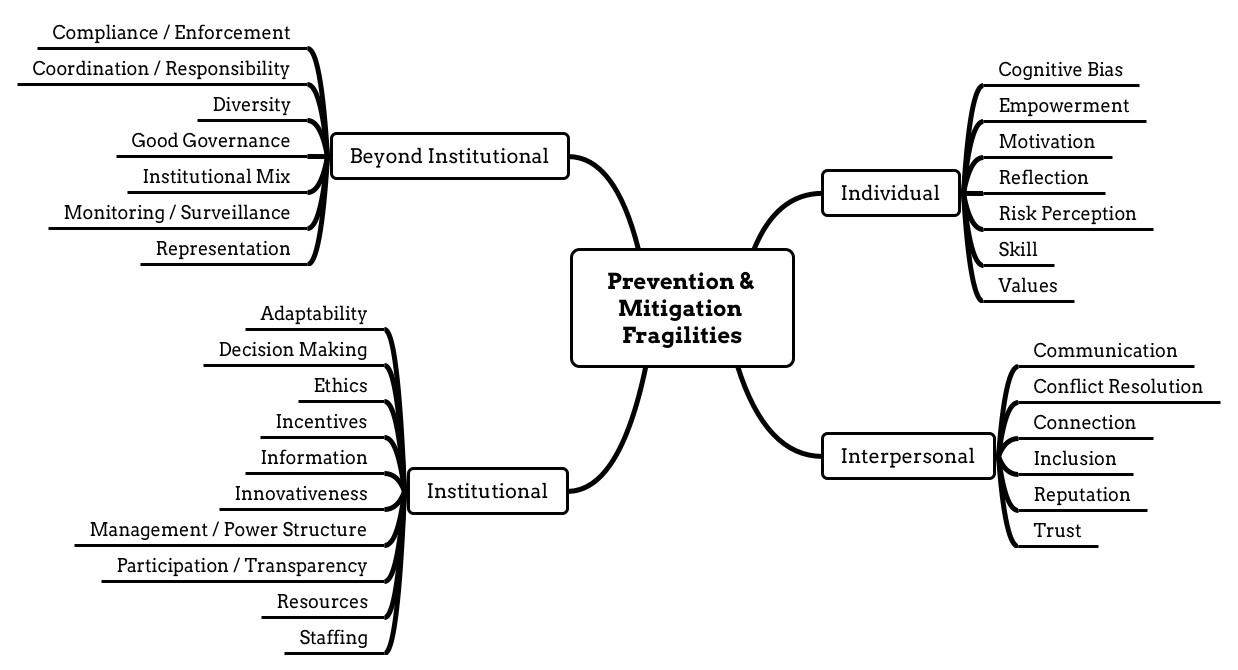 Compliance / Enforcement
Coordination / Responsibility
Diversity
Good Governance
Institutional Mix
Monitoring / Surveillance
Representation
Beyond Institutional
Adaptability
Decision Making
Ethics
Incentives
Information
Innovativeness
Management / Power Structure
Participation / Transparency
Resources
Staffing
Institutional
Prevention &
Mitigation
Fragilities
Individual
Cognitive Bias
Empowerment
Motivation
Reflection
Risk Perception
Skill
Values
Interpersonal
Communication
Conflict Resolution
Connection
Inclusion
Reputation
Trust